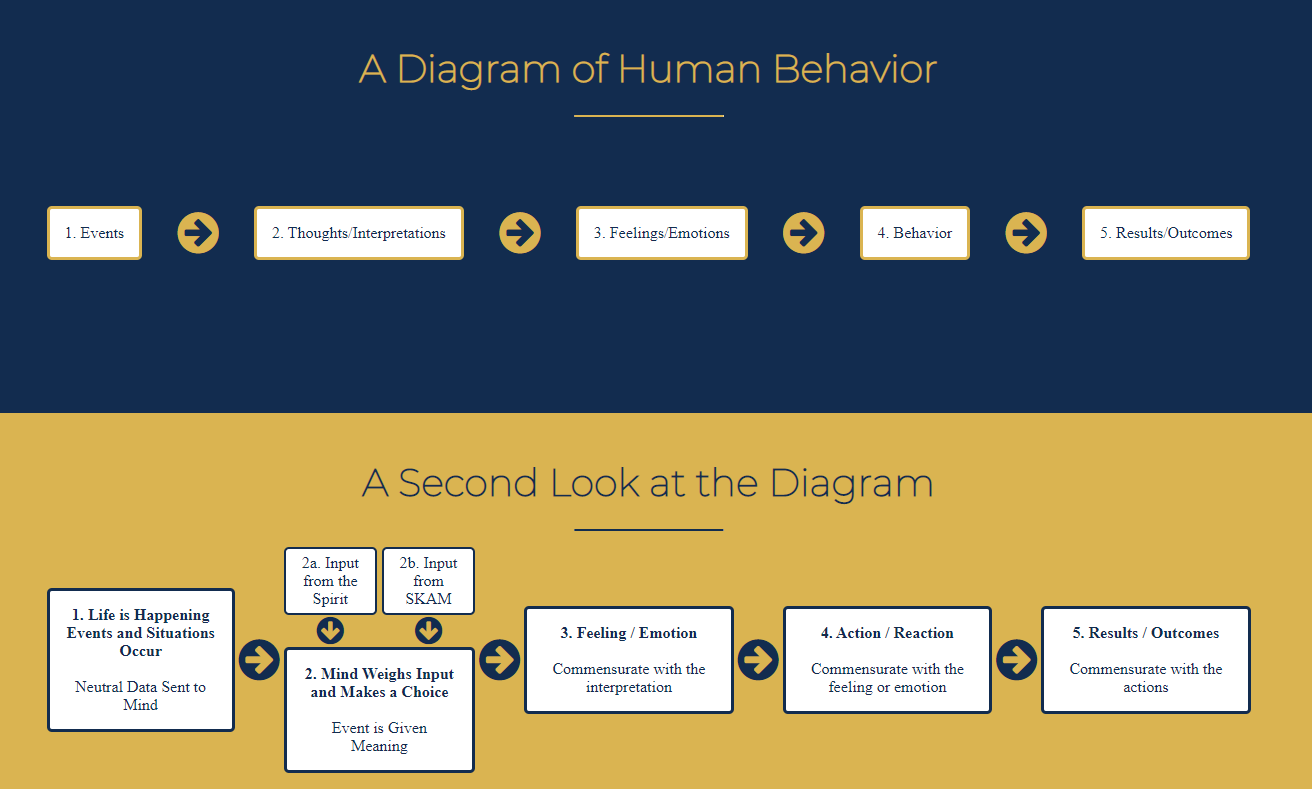 A Diagram of Human Behavior
1. Events
2. Thoughts/Interpretations
3. Feelings/Emotions
4. Behavior
5. Results/Outcomes
A Second Look at the Diagram
1. Life is Happening
Events and Situations
Occur
Neutral Data Sent to
Mind
2a. Input
from the
Spirit
2b. Input
from
SKAM
2. Mind Weighs Input
and Makes a Choice
Event is Given
Meaning
3. Feeling / Emotion
Commensurate with the
interpretation
4. Action / Reaction
Commensurate with the
feeling or emotion
5. Results / Outcomes
Commensurate with the
actions